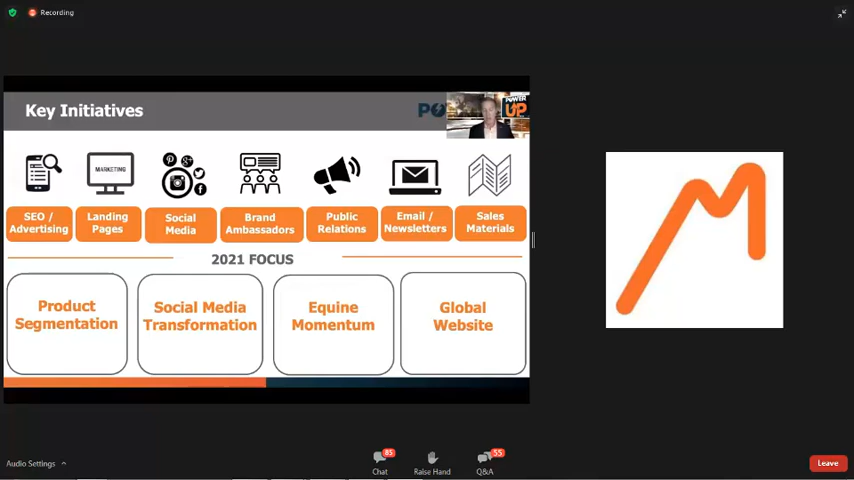 Recording
Key Initiatives
PO
POWER
UP
MARKETING
SEO /
Advertising
Landing
Pages
Social
Media
Brand
Ambassadors
Public
Relations
Email /
Newsletters
Sales
Materials
2021 FOCUS
Product
Segmentation
Social Media
Transformation
Equine
Momentum
Global
Website
Audio Settings
85
Chat
Raise Hand
55
Q&A
Leave